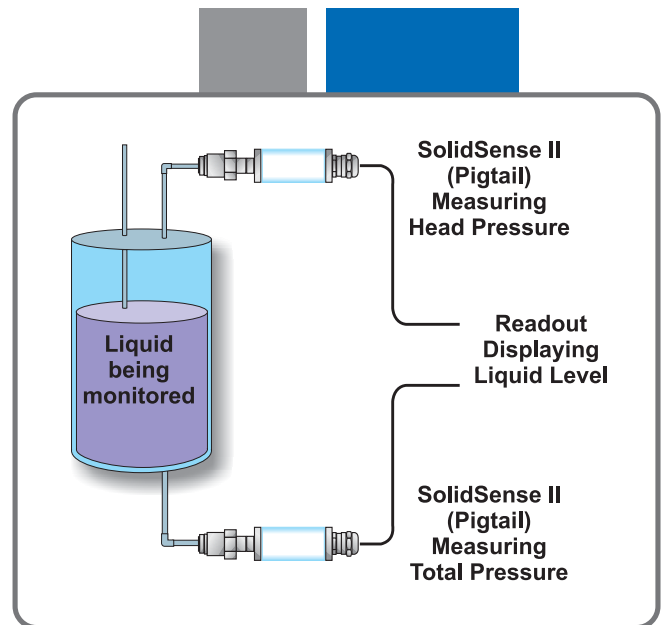 SolidSense II
(Pigtail)
Measuring
Head Pressure
Readout
Displaying
Liquid Level
Liquid
being
monitored
SolidSense II
(Pigtail)
Measuring
Total Pressure